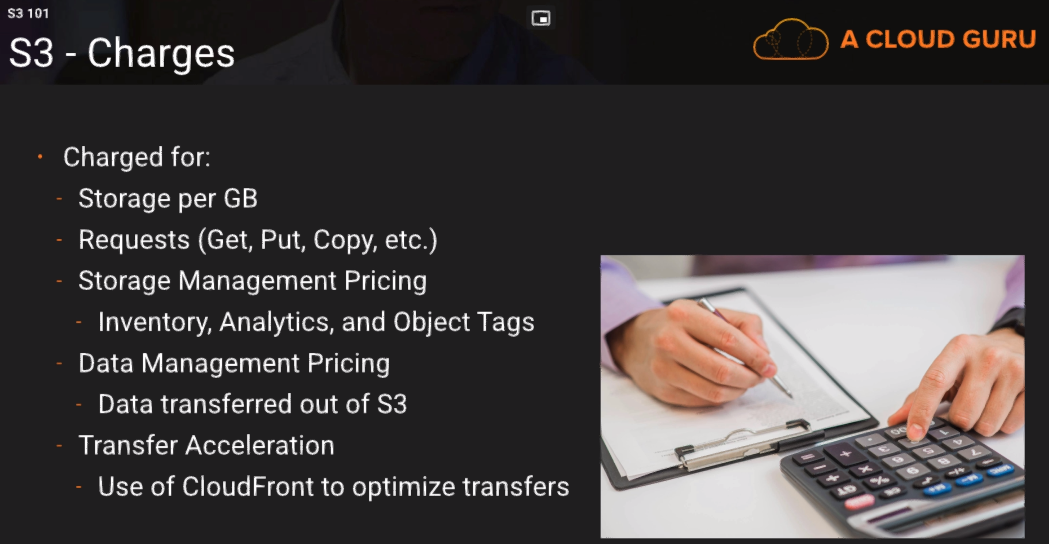 S3 101
S3 - Charges
A CLOUD GURU
• Charged for:
- Storage per GB
- Requests (Get, Put, Copy, etc.)
- Storage Management Pricing
- Inventory, Analytics, and Object Tags
- Data Management Pricing
- Data transferred out of S3
- Transfer Acceleration
- Use of CloudFront to optimize transfers